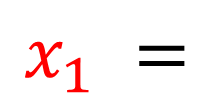 x₁ =